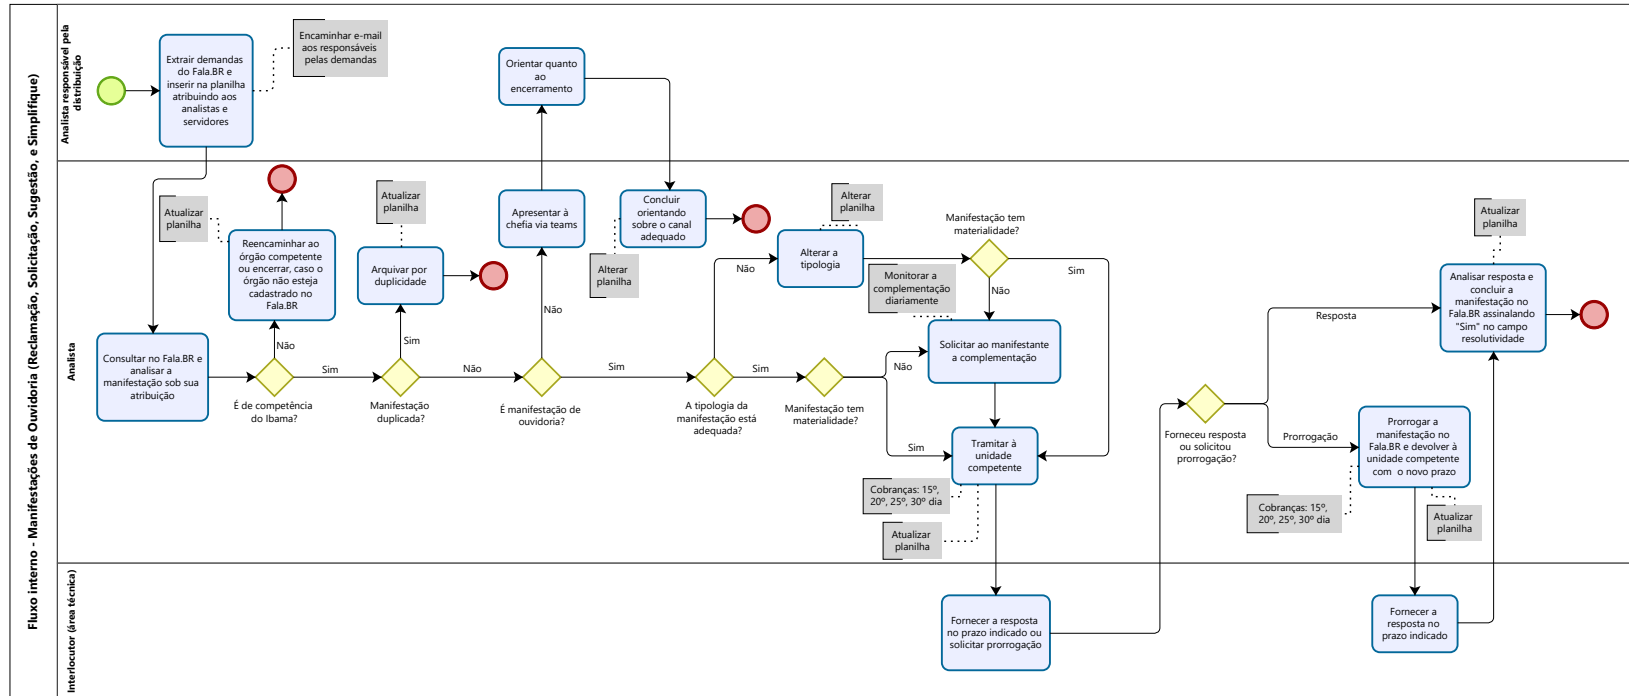 Fluxo interno - Manifestações de Ouvidoria (Reclamação, Solicitação, Sugestão, e Simplifique)
Analista responsável pela
distribuição
Extrair demandas
do Fala.BR e
inserir na planilha
atribuindo aos
analistas e
servidores
Encaminhar e-mail
aos responsáveis
pelas demandas
Orientar quanto
ao
encerramento
Analista
Consultar no Fala.BR e
analisar a
manifestação sob sua
atribuição
Atualizar
planilha
Reencaminhar ao
órgão competente
ou encerrar, caso o
órgão não esteja
cadastrado no
Fala.BR
Não
É de competência
do Ibama?
Sim
Atualizar
planilha
Arquivar por
duplicidade
Sim
Manifestação
duplicada?
Não
Apresentar à
chefia via teams
Não
É manifestação de
ouvidoria?
Sim
Concluir
orientando
sobre o canal
adequado
Alterar
planilha
A tipologia da
manifestação está
adequada?
Não
Sim
Alterar
planilha
Alterar a
tipologia
Manifestação tem
materialidade?
Manifestação tem
materialidade?
Sim
Não
Monitorar a
complementação
diariamente
Solicitar ao manifestante
a complementação
Não
Sim
Tramitar à
unidade
competente
Cobranças: 15º,
20º, 25º, 30º dia
Atualizar
planilha
Forneceu resposta
ou solicitou
prorrogação?
Resposta
Prorrogação
Prorrogar a
manifestação no
Fala.BR e devolver à
unidade competente
com o novo prazo
Cobranças: 15º,
20º, 25º, 30º dia
Atualizar
planilha
Atualizar
planilha
Analisar resposta e
concluir a
manifestação no
Fala.BR assinalando
"Sim" no campo
resolutividade
Interlocutor (área técnica)
Fornecer a resposta
no prazo indicado ou
solicitar prorrogação
Fornecer a
resposta no
prazo indicado